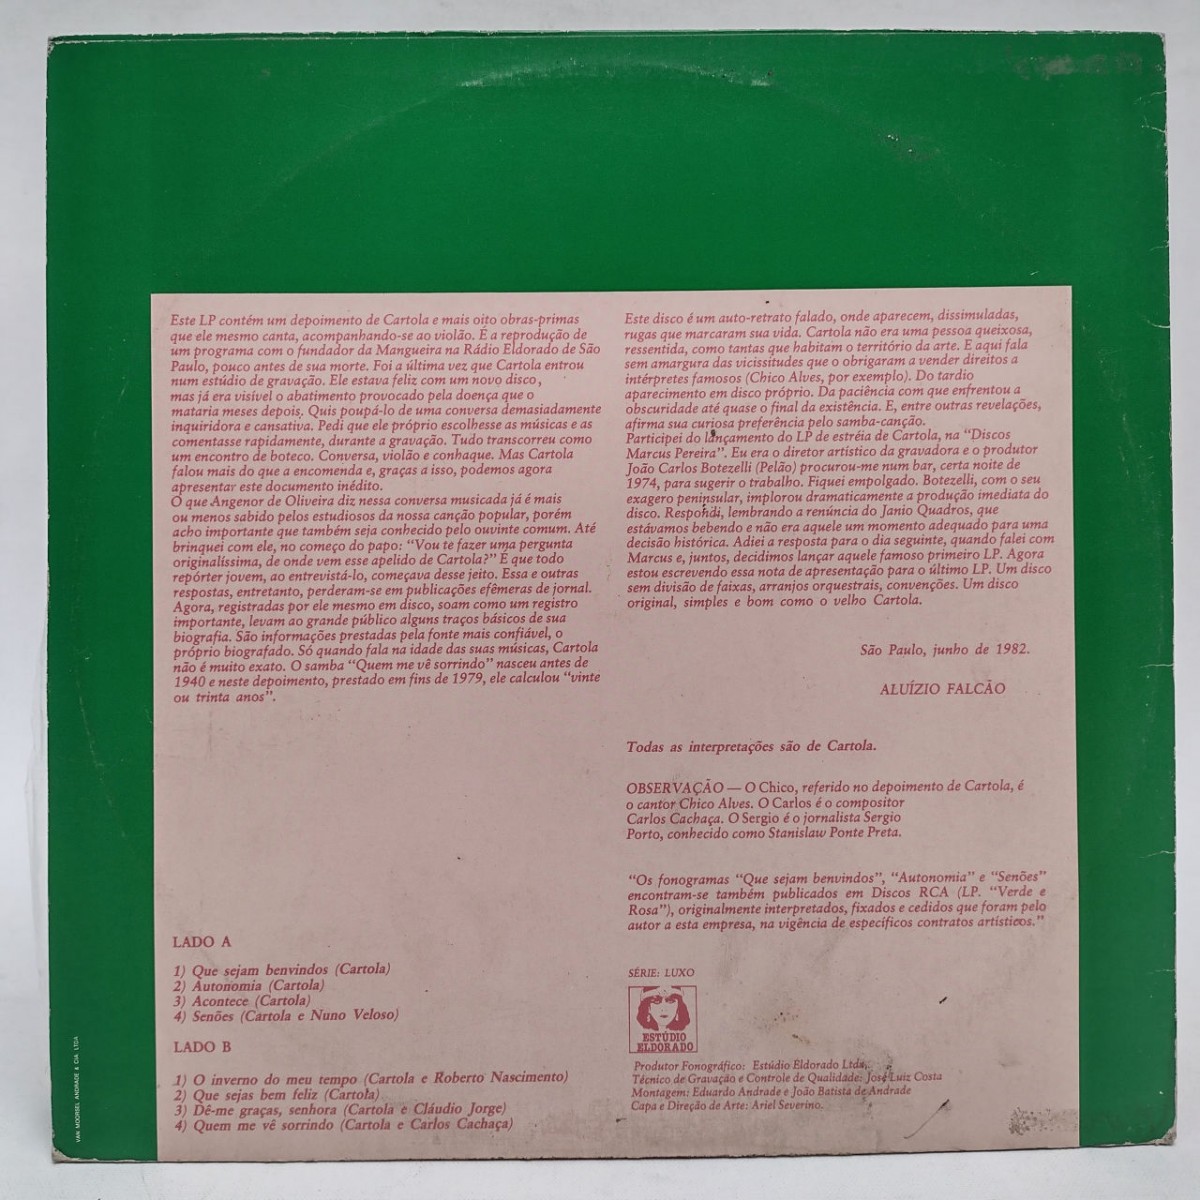 Este LP contém um depoimento de Cartola e mais oito obras-primas
que ele mesmo canta, acompanhando-se ao violão. É a reprodução de
um programa com o fundador da Mangueira na Rádio Eldorado de São
Paulo, pouco antes de sua morte. Foi a última vez que Cartola entrou
num estúdio de gravação. Ele estava feliz com um novo disco,
mas já era visível o abatimento provocado pela doença que o
mataria meses depois. Quis poupá-lo de uma conversa demasiadamente
inquiridora e cansativa. Pedi que ele próprio escolhesse as músicas e as
comentasse rapidamente, durante a gravação. Tudo transcorreu como
um encontro de boteco. Conversa, violão e conhaque. Mas Cartola
falou mais do que a encomenda e, graças a isso, podemos agora
apresentar este documento inédito.
O que Angenor de Oliveira diz nessa conversa musicada já é mais
ou menos sabido pelos estudiosos da nossa canção popular, porém
acho importante que também seja conhecido pelo ouvinte comum. Até
brinquei com ele, no começo do papo: "Vou te fazer uma pergunta
originalíssima, de onde vem esse apelido de Cartola?" É que todo
repórter jovem, ao entrevistá-lo, começava desse jeito. Essa e outras
respostas, entretanto, perderam-se em publicações efêmeras de jornal.
Agora, registradas por ele mesmo em disco, soam como um registro
importante, levam ao grande público alguns traços básicos de sua
biografia. São informações prestadas pela fonte mais confiável, o
próprio biografado. Só quando fala na idade das suas músicas, Cartola
não é muito exato. O samba "Quem me vê sorrindo" nasceu antes de
1940 e neste depoimento, prestado em fins de 1979, ele calculou "vinte
ou trinta anos".
Este disco é um auto-retrato falado, onde aparecem, dissimuladas,
rugas que marcaram sua vida. Cartola não era uma pessoa queixosa,
ressentida, como tantas que habitam o território da arte. E aqui fala
sem amargura das vicissitudes que o obrigaram a vender direitos a
intérpretes famosos (Chico Alves, por exemplo). Do tardio
aparecimento em disco próprio. Da paciência com que enfrentou a
obscuridade até quase o final da existência. E, entre outras revelações,
afirma sua curiosa preferência pelo samba-canção.
Participei do lançamento do LP de estréia de Cartola, na "Discos
Marcus Pereira". Eu era o diretor artístico da gravadora e o produtor
João Carlos Botezelli (Pelão) procurou-me num bar, certa noite de
1974, para sugerir o trabalho. Fiquei empolgado. Botezelli, com o seu
exagero peninsular, implorou dramaticamente a produção imediata do
disco. Respondi, lembrando a renúncia do Janio Quadros, que
estávamos bebendo e não era aquele um momento adequado para uma
decisão histórica. Adiei a resposta para o dia seguinte, quando falei com
Marcus e, juntos, decidimos lançar aquele famoso primeiro LP. Agora
estou escrevendo essa nota de apresentação para o último LP. Um disco
sem divisão de faixas, arranjos orquestrais, convenções. Um disco
original, simples e bom como o velho Cartola.
São Paulo, junho de 1982.
ALUÍZIO FALCÃO
Todas as interpretações são de Cartola.
OBSERVAÇÃO — O Chico, referido no depoimento de Cartola, é
o cantor Chico Alves. O Carlos é o compositor
Carlos Cachaça. O Sergio é o jornalista Sergio
Porto, conhecido como Stanislaw Ponte Preta.
"Os fonogramas "Que sejam benvindos", "Autonomia" e "Senões"
encontram-se também publicados em Discos RCA (LP. "Verde e
Rosa"), originalmente interpretados, fixados e cedidos que foram pelo
autor a esta empresa, na vigência de específicos contratos artísticos."
LADO A
1) Que sejam benvindos (Cartola)
2) Autonomia (Cartola)
3) Acontece (Cartola)
4) Senões (Cartola e Nuno Veloso)
LADO B
1) O inverno do meu tempo (Cartola e Roberto Nascimento)
2) Que sejas bem feliz (Cartola)
3) Dê-me graças, senhora (Cartola e Cláudio Jorge)
4) Quem me vê sorrindo (Cartola e Carlos Cachaça)
SÉRIE: LUXO
ESTÚDIO
ELDORADO
Produtor Fonográfico: Estúdio Eldorado Ltda.
Técnico de Gravação e Controle de Qualidade: José Luiz Costa
Montagem: Eduardo Andrade e João Batista de Andrade
Capa e Direção de Arte: Ariel Severino.
VAN MOORSEL ANDRADE & CIA LTDA